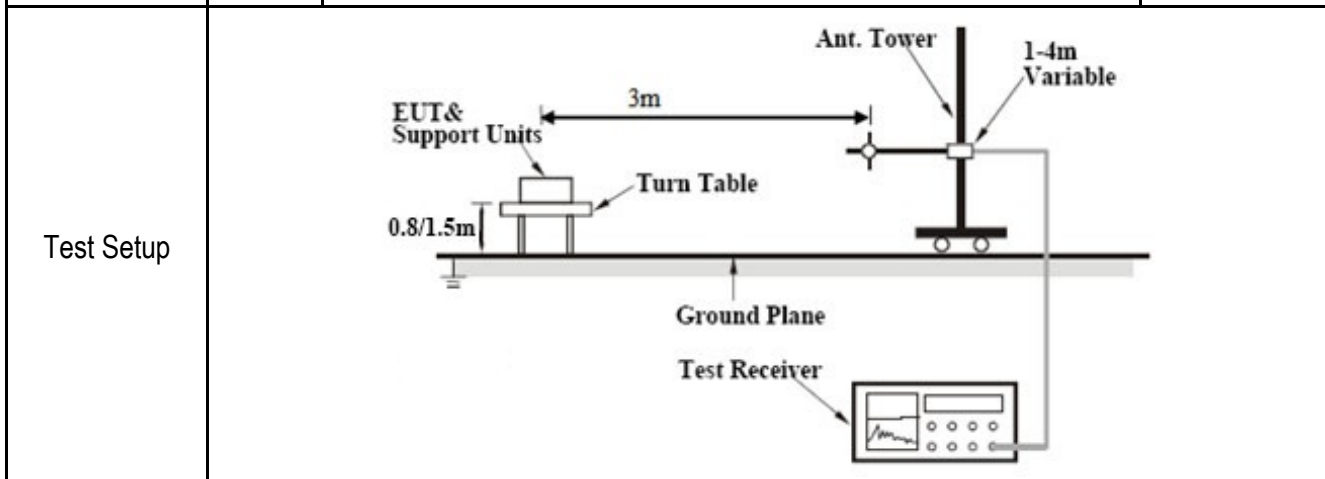 Test Setup
Ant. Tower
1-4m
Variable
3m
EUT&
Support Units
Turn Table
0.8/1.5m
Ground Plane
Test Receiver